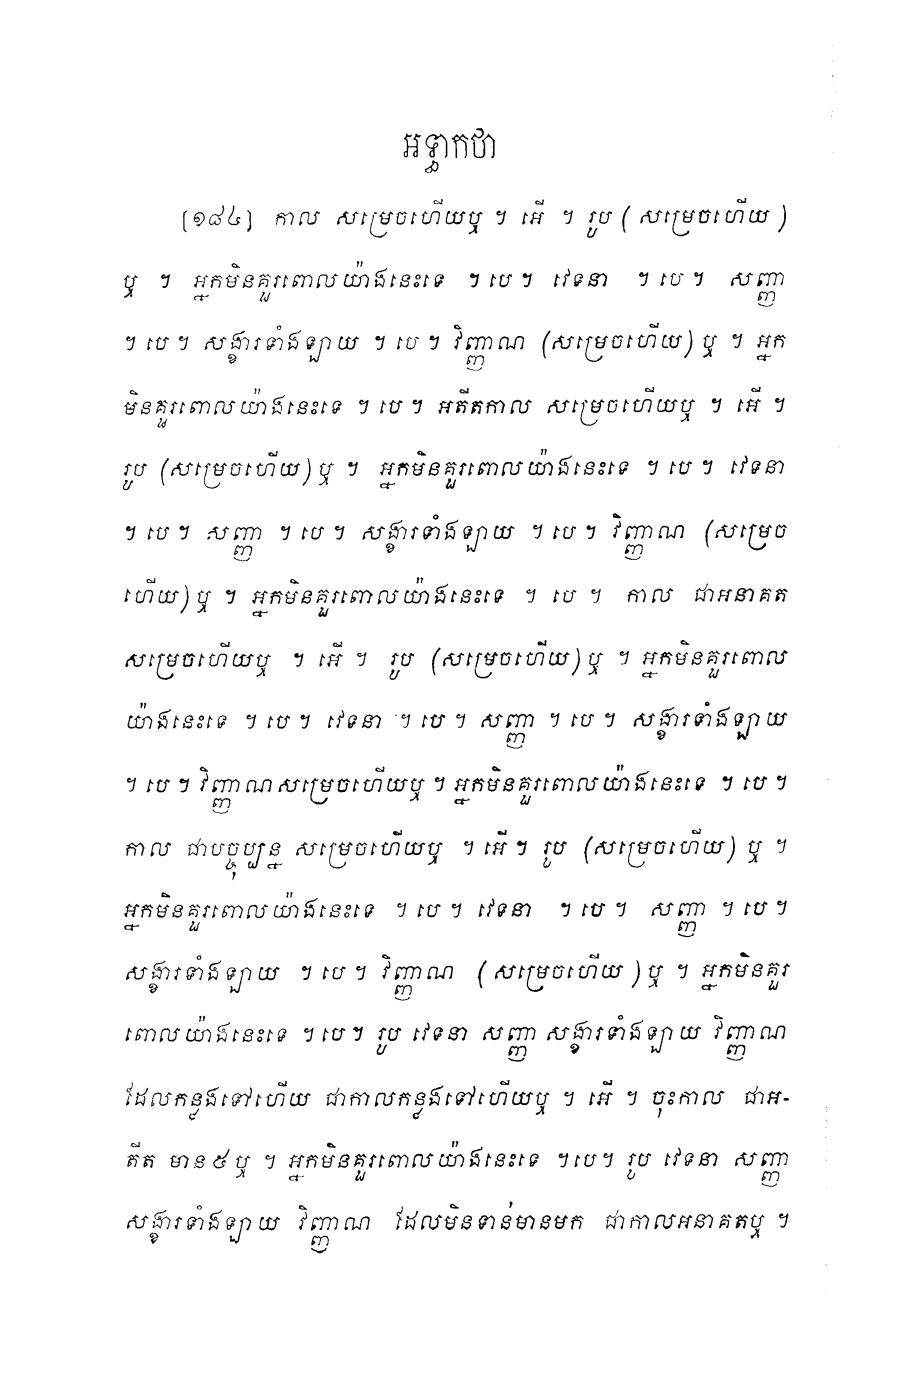 អទ្ធាកថា
[១៨៤] កាល សម្រេចហើយឬ ។ អើ ។ រូប ( សម្រេចហើយ )
ឬ ។ អ្នកមិនគួរពោលយ៉ាងនេះទេ ។ បេ ។ វេទនា ។ បេ ។ សញ្ញា
។ បេ ។ សង្ខារទាំងឡាយ ។ បេ ។ វិញ្ញាណ (សម្រេចហើយ) ឬ ។ អ្នក
មិនគួរពោលយ៉ាងនេះទេ ។ បេ ។ អតីតកាល សម្រេចហើយឬ ។ អើ ។
រូប (សម្រេចហើយ) ឬ ។ អ្នកមិនគួរពោលយ៉ាងនេះទេ ។ បេ ។ វេទនា
។ បេ ។ សញ្ញា ។ បេ ។ សង្ខារទាំងឡាយ ។ បេ ។ វិញ្ញាណ (សម្រេច
ហើយ) ឬ ។ អ្នកមិនគួរពោលយ៉ាងនេះទេ ។ បេ ។ កាល ជាអនាគត
សម្រេចហើយឬ ។ អើ ។ រូប (សម្រេចហើយ) ឬ ។ អ្នកមិនគួរពោល
យ៉ាងនេះទេ ។ បេ ។ វេទនា ។ បេ ។ សញ្ញា ។ បេ ។ សង្ខារទាំងឡាយ
។ បេ ។ វិញ្ញាណសម្រេចហើយឬ ។ អ្នកមិនគួរពោលយ៉ាងនេះទេ ។ បេ ។
កាល ជាបច្ចុប្បន្ន សម្រេចហើយឬ ។ អើ ។ រូប (សម្រេចហើយ) ឬ ។
អ្នកមិនគួរពោលយ៉ាងនេះទេ ។ បេ ។ វេទនា ។ បេ ។ សញ្ញា ។ បេ ។
សង្ខារទាំងឡាយ ។ បេ ។ វិញ្ញាណ ( សម្រេចហើយ ) ឬ ។ អ្នកមិនគួរ
ពោលយ៉ាងនេះទេ ។ បេ ។ រូប វេទនា សញ្ញា សង្ខារទាំងឡាយ វិញ្ញាណ
ដែលកន្លងទៅហើយ ជាកាលកន្លងទៅហើយឬ ។ អើ ។ ចុះកាល ជាអ-
តីត មាន៥ឬ ។ អ្នកមិនគួរពោលយ៉ាងនេះទេ ។បេ។ រូប វេទនា សញ្ញា
សង្ខារទាំងឡាយ វិញ្ញាណ ដែលមិនទាន់មានមក ជាកាលអនាគតឬ ។